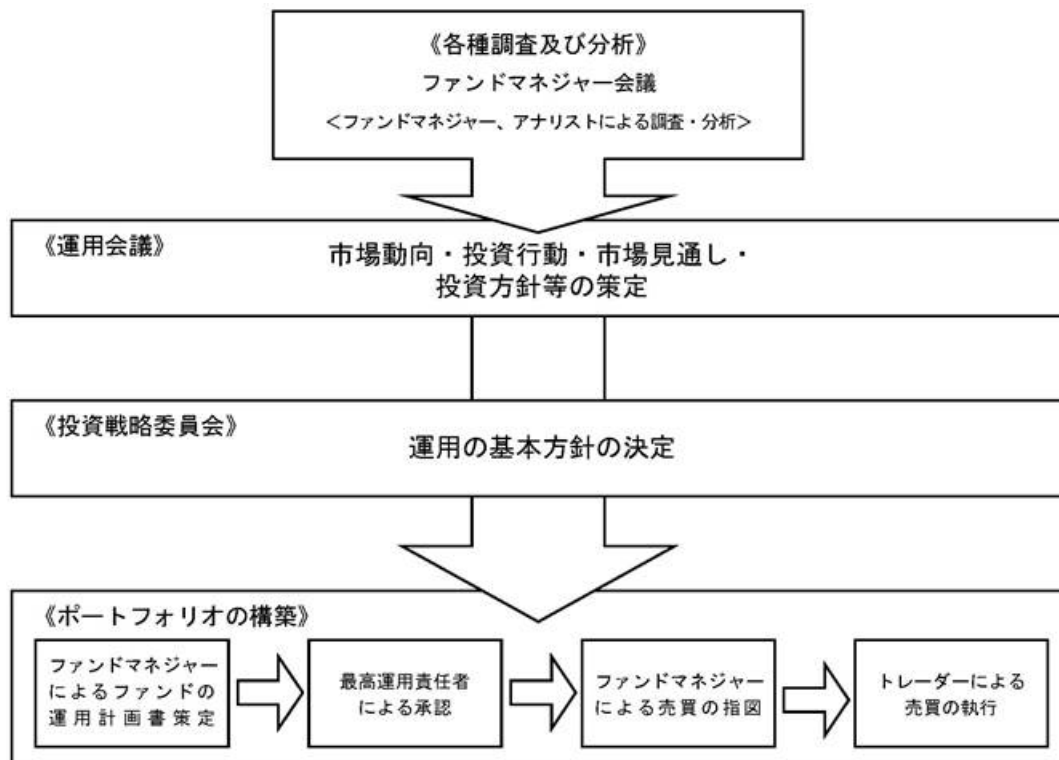 《各種調査及び分析》
ファンドマネジャー会議
＜ファンドマネジャー、アナリストによる調査・分析＞
《運用会議》
市場動向・投資行動・市場見通し・
投資方針等の策定
《投資戦略委員会》
運用の基本方針の決定
《ポートフォリオの構築》
ファンドマネジャー
によるファンドの
運用計画書策定
最高運用責任者
による承認
ファンドマネジャー
による売買の指図
トレーダーによる
売買の執行